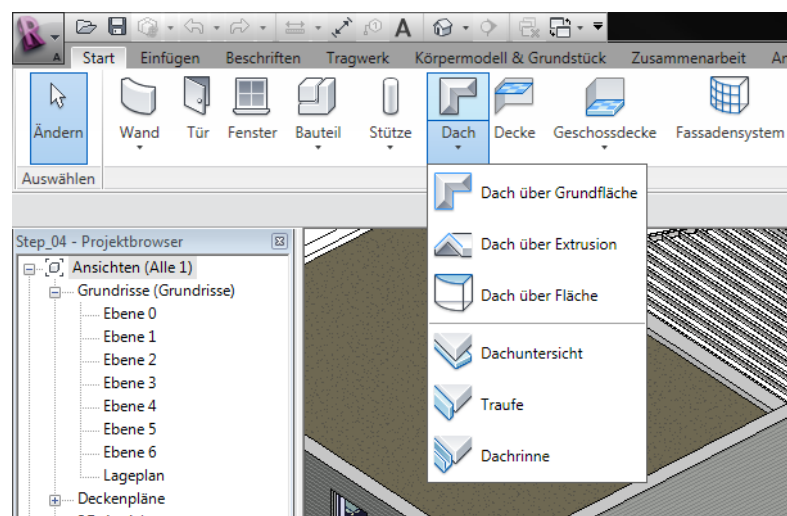 A
A
Start Einfügen Beschriften Tragwerk Körpermodell & Grundstück Zusammenarbeit
Ändern Wand Tür Fenster Bauteil Stütze Dach Decke Geschossdecke Fassadensystem
Auswählen
Dach über Grundfläche
Dach über Extrusion
Dach über Fläche
Dachuntersicht
Traufe
Dachrinne
Step_04 - Projektbrowser
Ansichten (Alle 1)
Grundrisse (Grundrisse)
Ebene 0
Ebene 1
Ebene 2
Ebene 3
Ebene 4
Ebene 5
Ebene 6
Lageplan
Deckenpläne